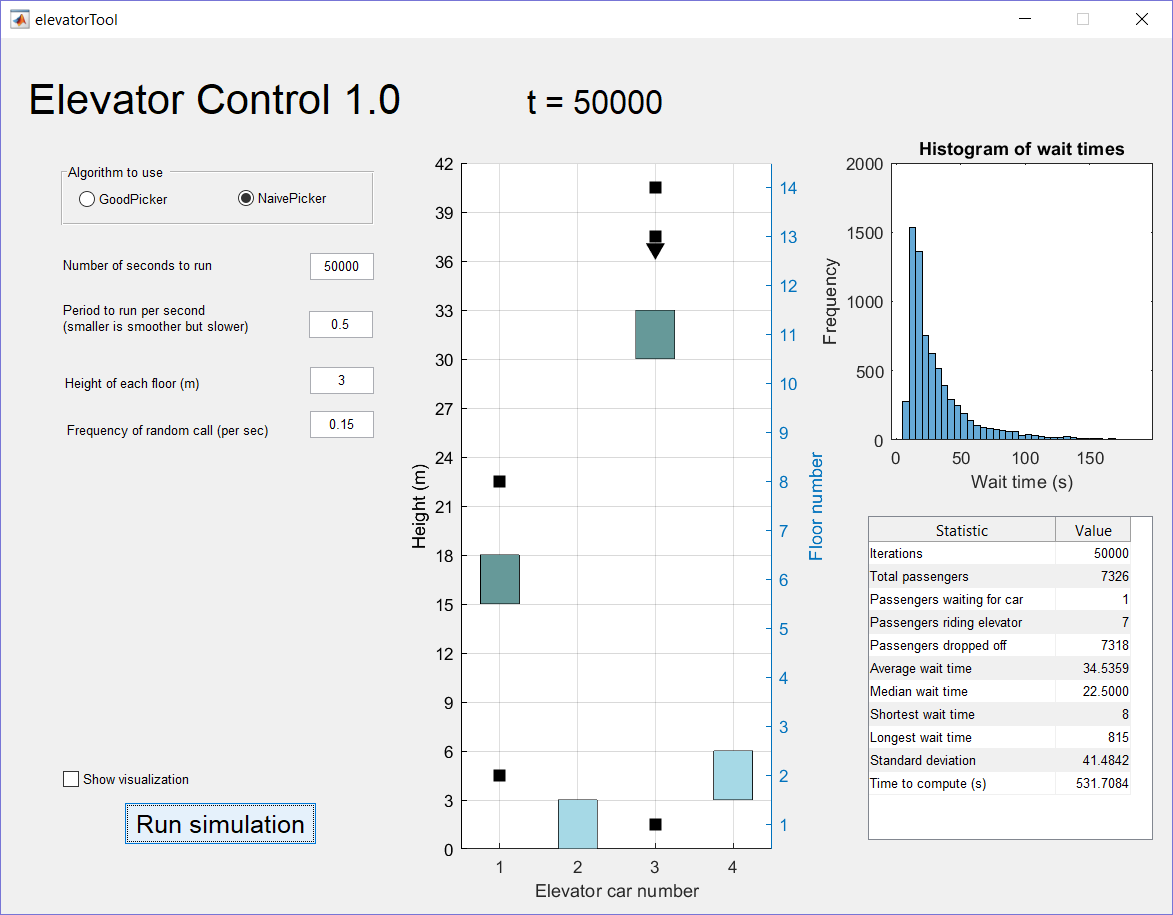 elevatorTool
Elevator Control 1.0
t = 50000
Algorithm to use
GoodPicker
NaivePicker
Number of seconds to run
50000
Period to run per second
(smaller is smoother but slower)
0.5
Height of each floor (m)
3
Frequency of random call (per sec)
0.15
Show visualization
Run simulation
42
39
36
33
30
27
24
21
18
15
12
9
6
3
0
Height (m)
1 2 3 4
Elevator car number
14
13
12
11
10
9
8
7
6
5
4
3
2
1
Floor number
Histogram of wait times
2000
1500
1000
500
0
Frequency
0 50 100 150
Wait time (s)
Statistic Value
Iterations 50000
Total passengers 7326
Passengers waiting for car 1
Passengers riding elevator 7
Passengers dropped off 7318
Average wait time 34.5359
Median wait time 22.5000
Shortest wait time 8
Longest wait time 815
Standard deviation 41.4842
Time to compute (s) 531.7084